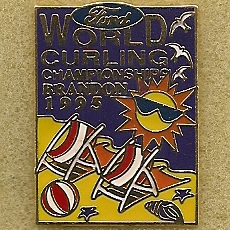 Ford
WORLD
CURLING
CHAMPIONSHIPS
BRANDON
1995